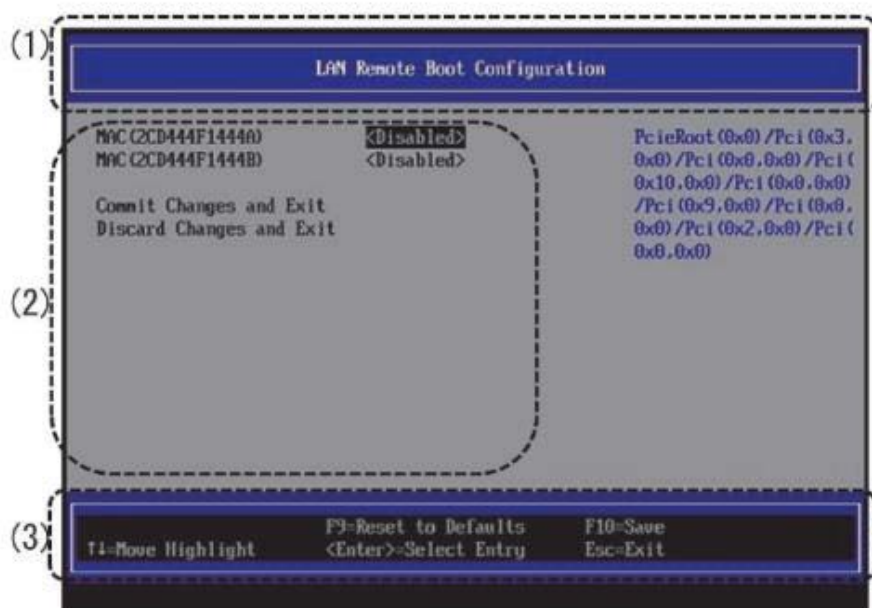 (1)
LAN Remote Boot Configuration
(2)
MAC(2CD444F1444A) <Disabled>
MAC(2CD444F1444B) <Disabled>
Commit Changes and Exit
Discard Changes and Exit
PcieRoot(0x0)/Pci(0x3,
0x0)/Pci(0x0,0x0)/Pci(
0x10,0x0)/Pci(0x0,0x0)
/Pci(0x9,0x0)/Pci(0x0,
0x0)/Pci(0x2,0x0)/Pci(
0x0,0x0)
(3)
F9=Reset to Defaults F10=Save
↑↓=Move Highlight <Enter>=Select Entry Esc=Exit